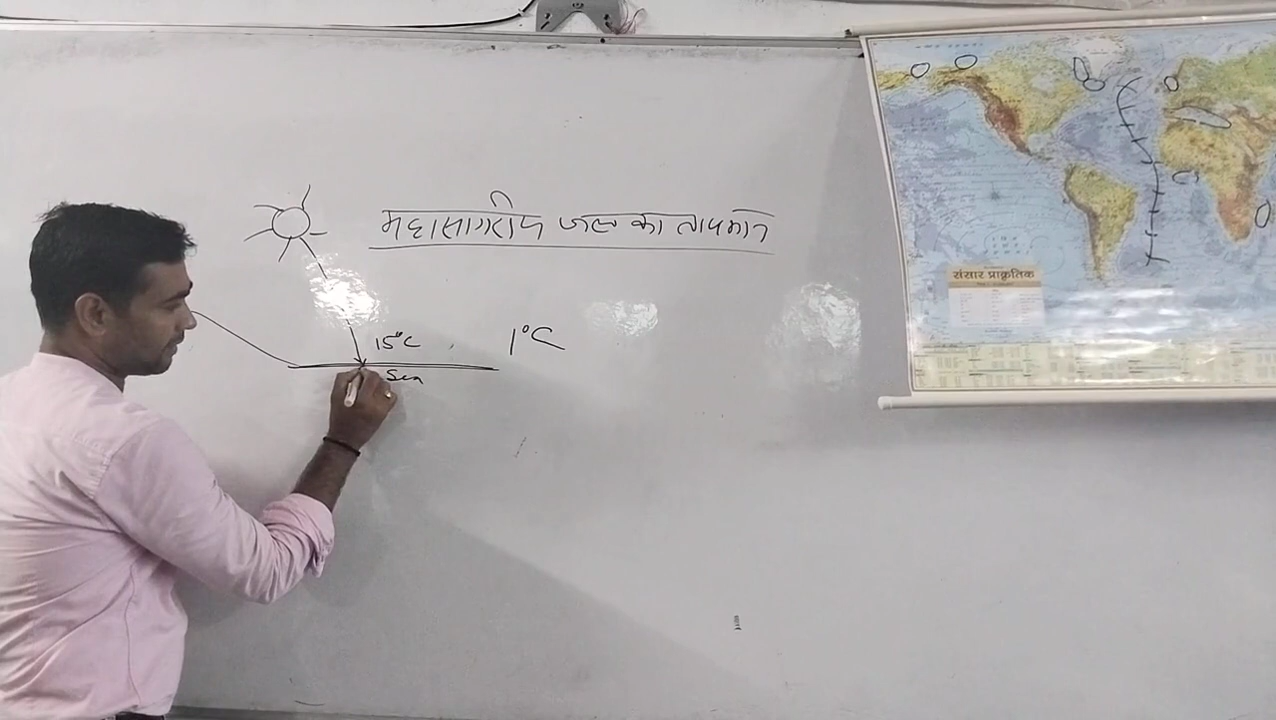 महासागरीय जल का तापमान
15°C
1°C
Sea
संसार प्राकृतिक